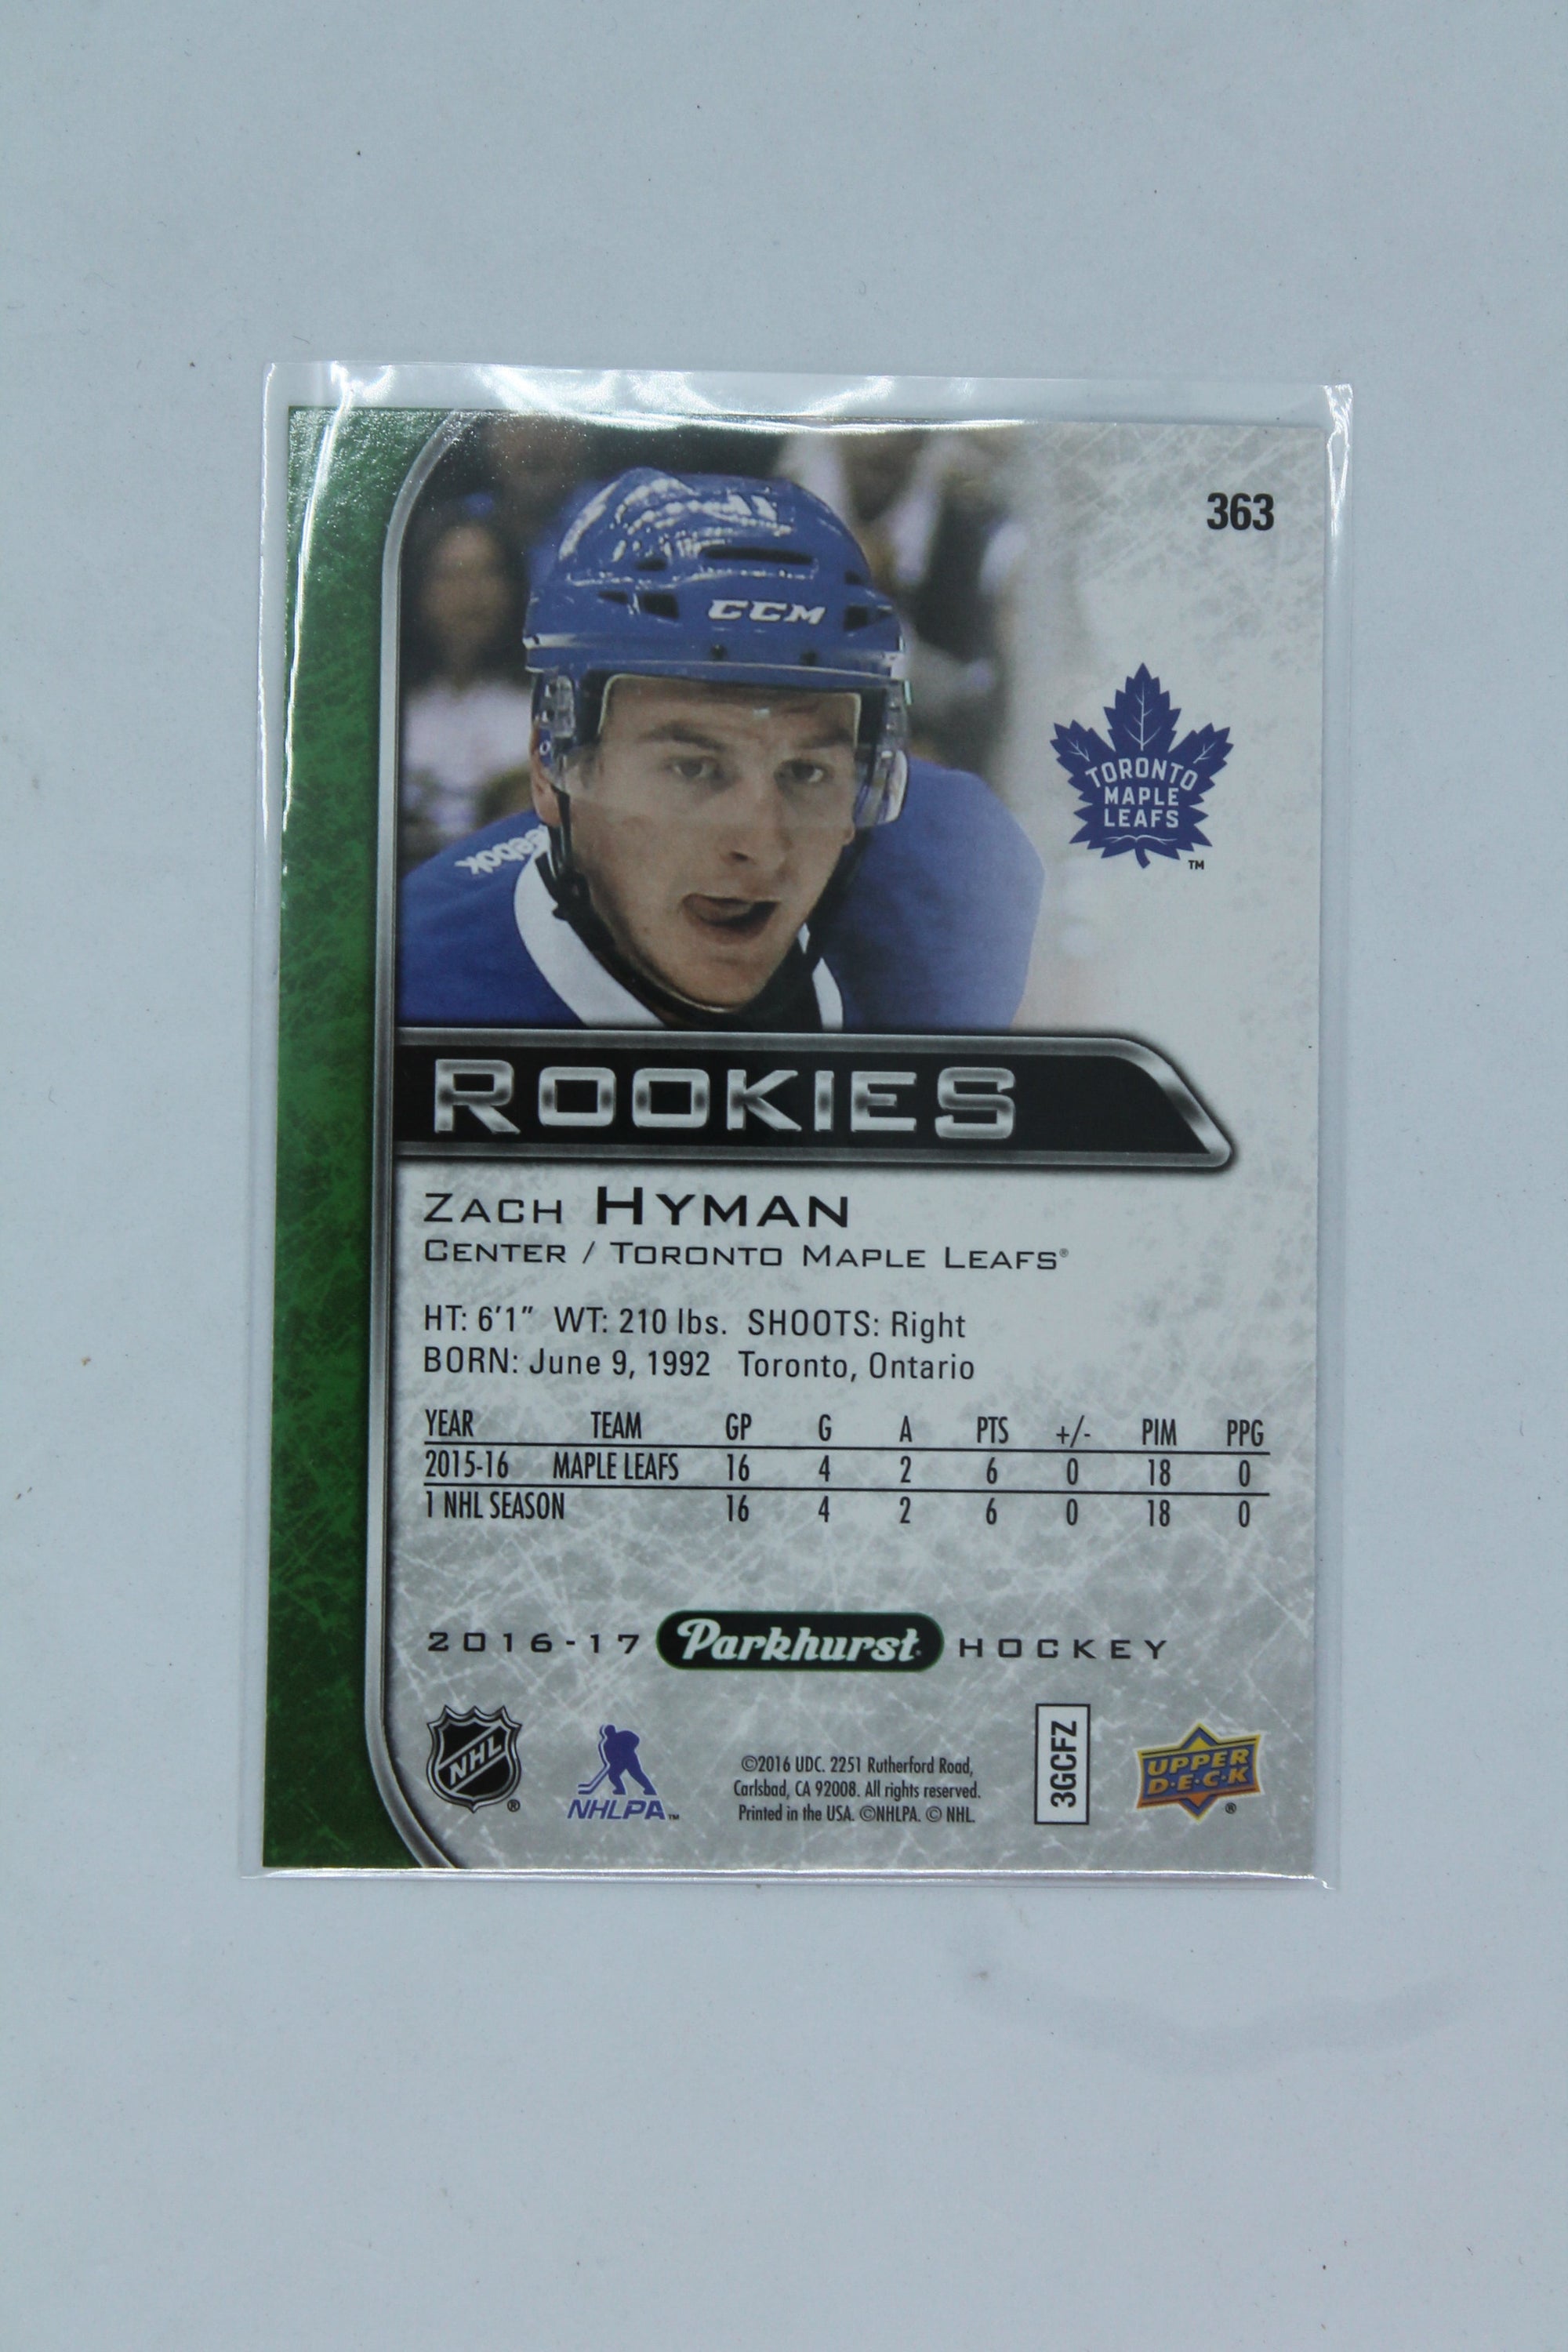 363
CCM
TORONTO
MAPLE
LEAFS
TM
eebok
ROOKIES
ZACH HYMAN
CENTER / TORONTO MAPLE LEAFS®
HT: 6'1" WT: 210 lbs. SHOOTS: Right
BORN: June 9, 1992 Toronto, Ontario
YEAR TEAM GP G A PTS +/- PIM PPG
2015-16 MAPLE LEAFS 16 4 2 6 0 18 0
1 NHL SEASON 16 4 2 6 0 18 0
2016-17 Parkhurst HOCKEY
NHL ®
NHLPA™
©2016 UDC. 2251 Rutherford Road,
Carlsbad, CA 92008. All rights reserved.
Printed in the USA. ©NHLPA. © NHL.
3GCFZ
UPPER
D·E·C·K
®